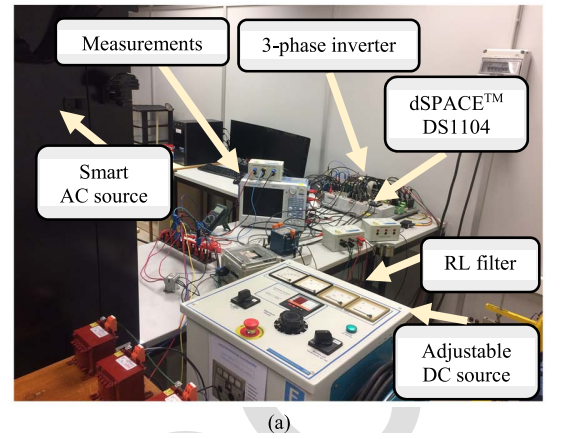 Measurements
3-phase inverter
dSPACE™
DS1104
Smart
AC source
RL filter
Adjustable
DC source
(a)